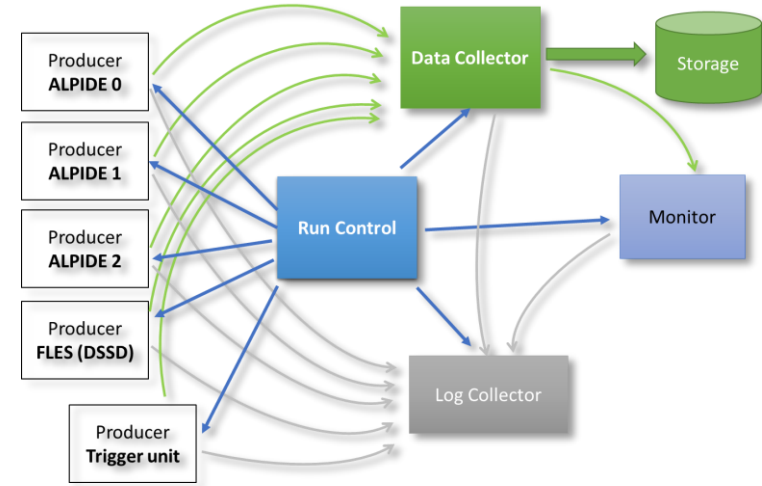 Producer
ALPIDE 0
Producer
ALPIDE 1
Producer
ALPIDE 2
Producer
FLES (DSSD)
Producer
Trigger unit
Run Control
Data Collector
Storage
Monitor
Log Collector